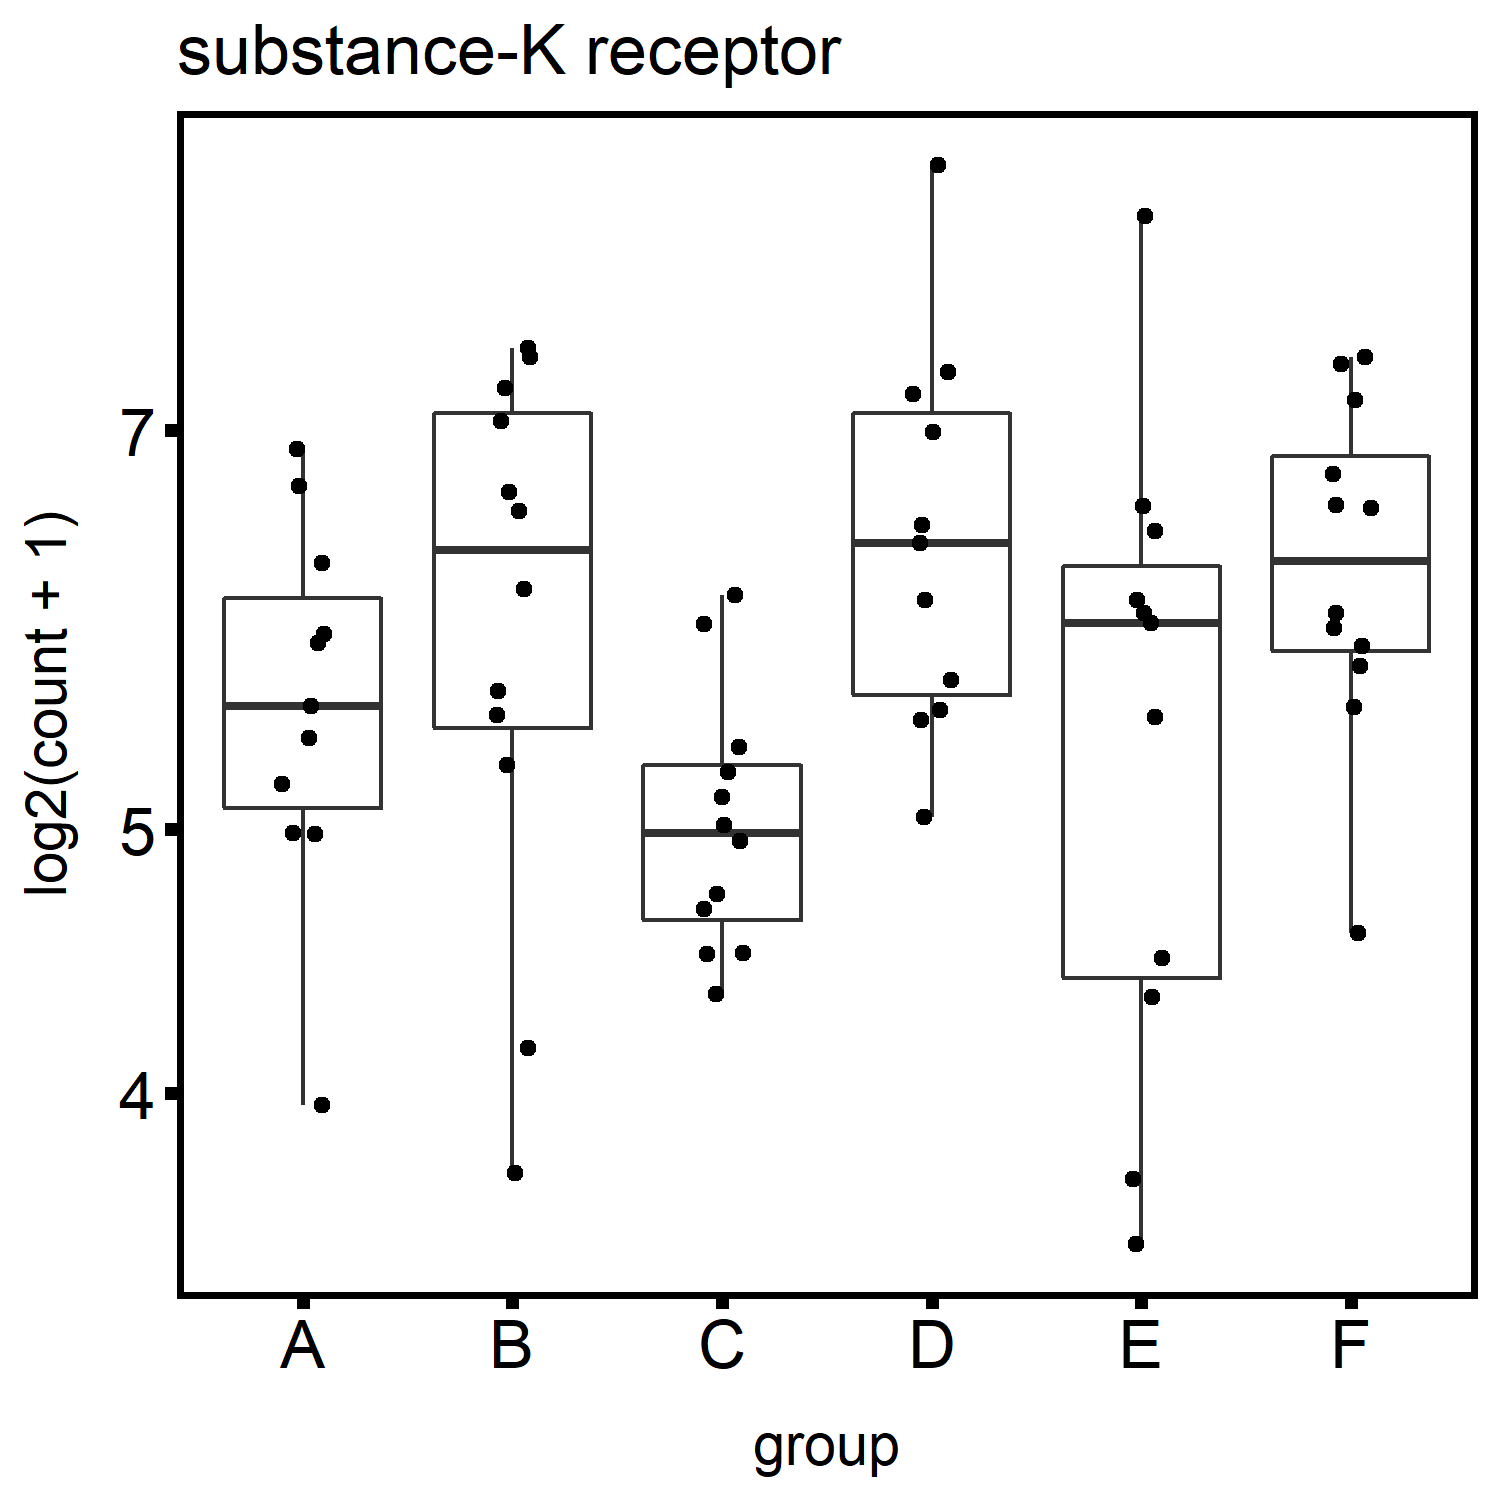 substance-K receptor
log2(count + 1)
7
5
4
A B C D E F
group